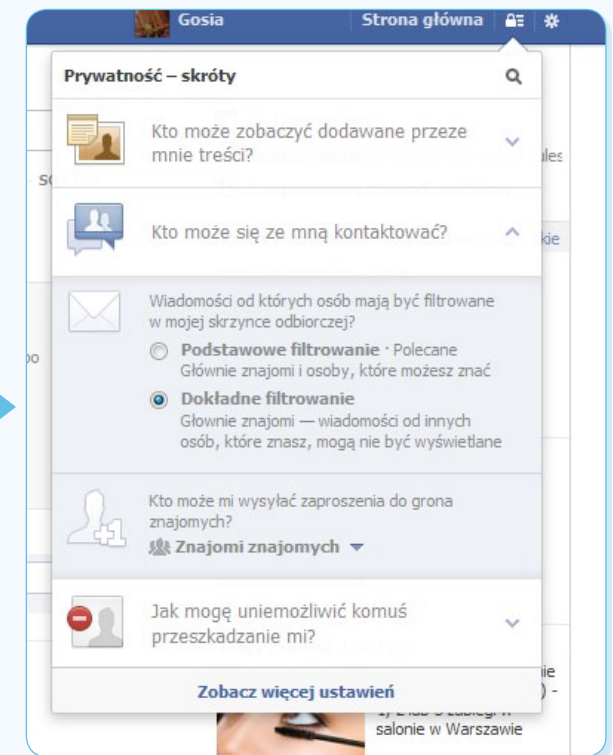 Gosia Strona główna
Prywatność – skróty
Kto może zobaczyć dodawane przeze
mnie treści?
Kto może się ze mną kontaktować?
Wiadomości od których osób mają być filtrowane
w mojej skrzynce odbiorczej?
Podstawowe filtrowanie · Polecane
Głównie znajomi i osoby, które możesz znać
Dokładne filtrowanie
Głownie znajomi — wiadomości od innych
osób, które znasz, mogą nie być wyświetlane
Kto może mi wysyłać zaproszenia do grona
znajomych?
+1
Znajomi znajomych
Jak mogę uniemożliwić komuś
przeszkadzanie mi?
Zobacz więcej ustawień
salonie w Warszawie